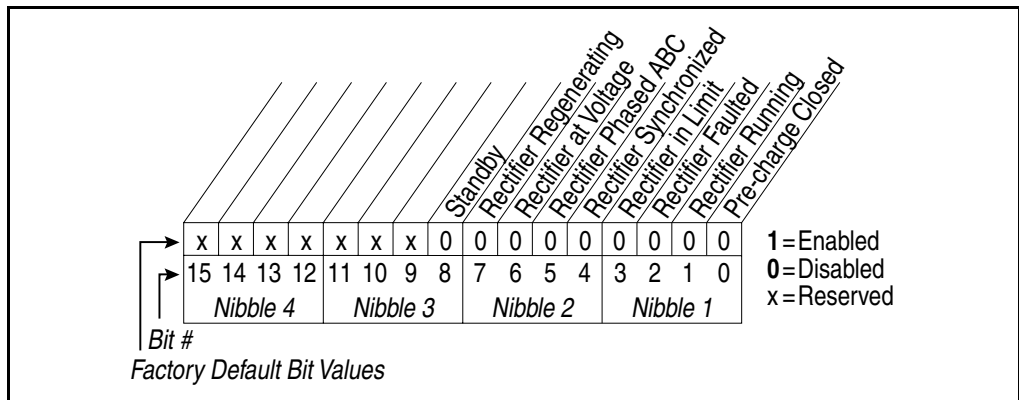 Standby
Rectifier Regenerating
Rectifier at Voltage
Rectifier Phased ABC
Rectifier Synchronized
Rectifier in Limit
Rectifier Faulted
Rectifier Running
Pre-charge Closed
x x x x x x x 0 0 0 0 0 0 0 0 0
15 14 13 12 11 10 9 8 7 6 5 4 3 2 1 0
Nibble 4 Nibble 3 Nibble 2 Nibble 1
1=Enabled
0=Disabled
x=Reserved
Bit #
Factory Default Bit Values